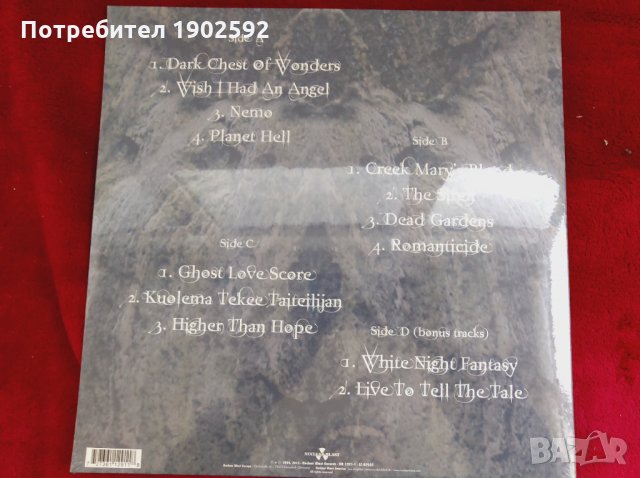 Потребител 1902592
Side A
1. Dark Chest Of Wonders
2. Wish I Had An Angel
3. Nemo
4. Planet Hell
Side B
1. Creek Mary's Blood
2. The Siren
3. Dead Gardens
4. Romanticide
Side C
1. Ghost Love Score
2. Kuolema Tekee Taiteilijan
3. Higher Than Hope
Side D (bonus tracks)
1. White Night Fantasy
2. Live To Tell The Tale
BAZAR